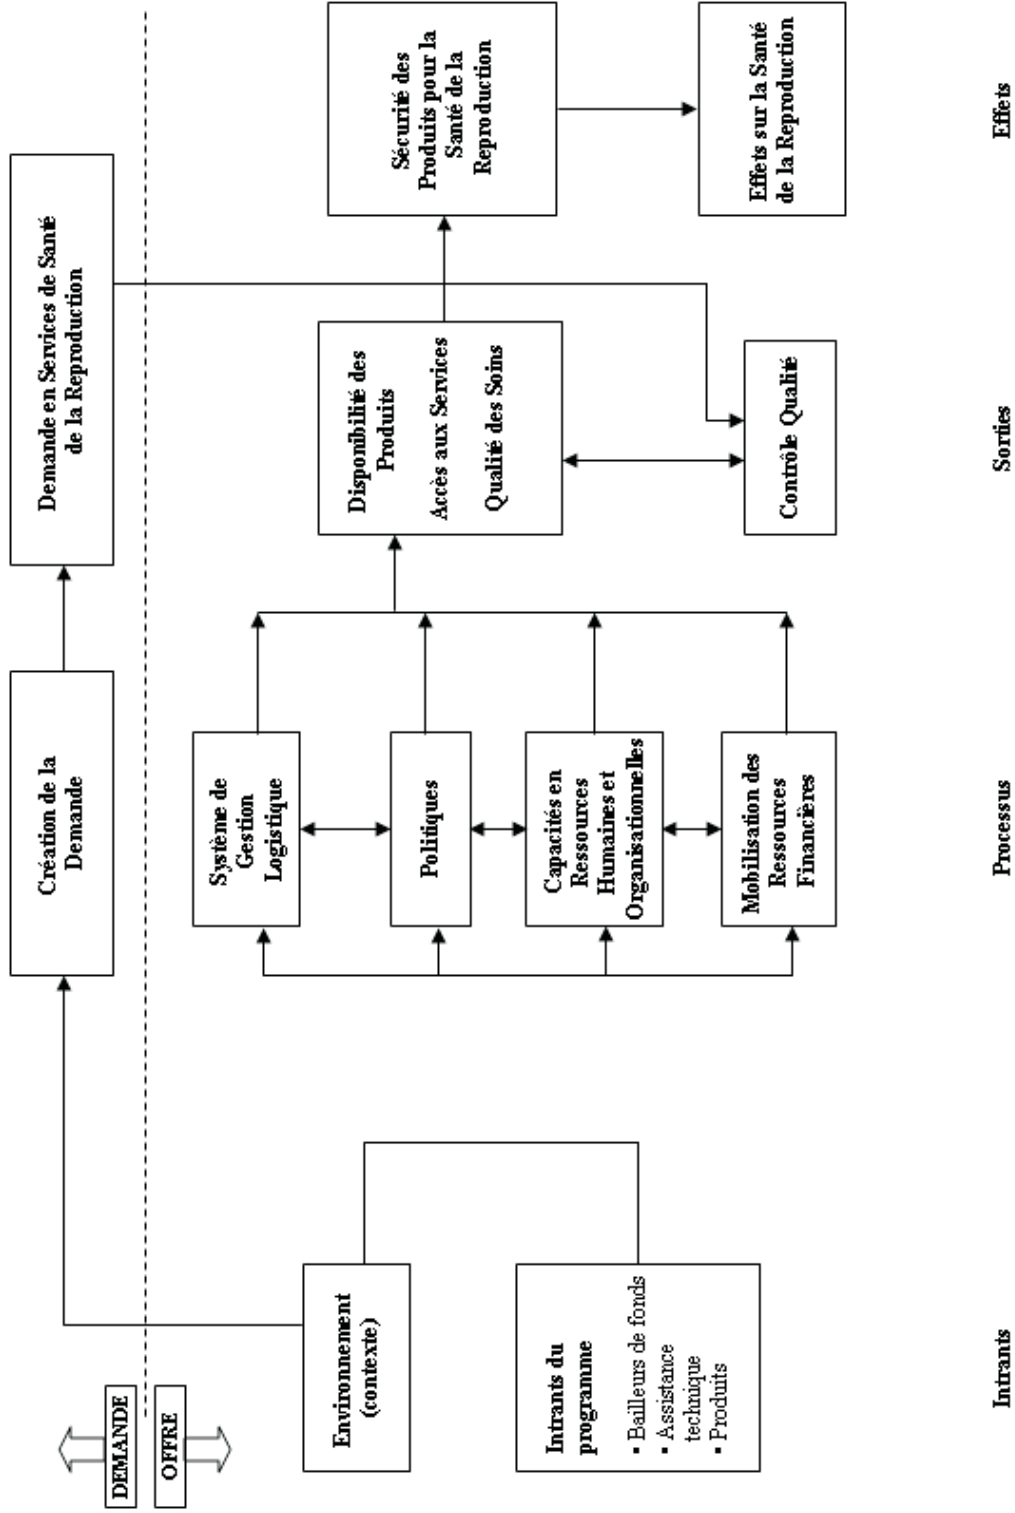 DEMANDE
OFFRE
Création de la
Demande
Demande en Services de Santé
de la Reproduction
Environnement
(contexte)
Intrants du
programme
▪ Bailleurs de fonds
▪ Assistance
technique
▪ Produits
Système de
Gestion
Logistique
Politiques
Capacités en
Ressources
Humaines et
Organisationnelles
Mobilisation des
Ressources
Financières
Disponibilité des
Produits
Accès aux Services
Qualité des Soins
Contrôle Qualité
Sécurité des
Produits pour la
Santé de la
Reproduction
Effets sur la Santé
de la Reproduction
Intrants
Processus
Sorties
Effets